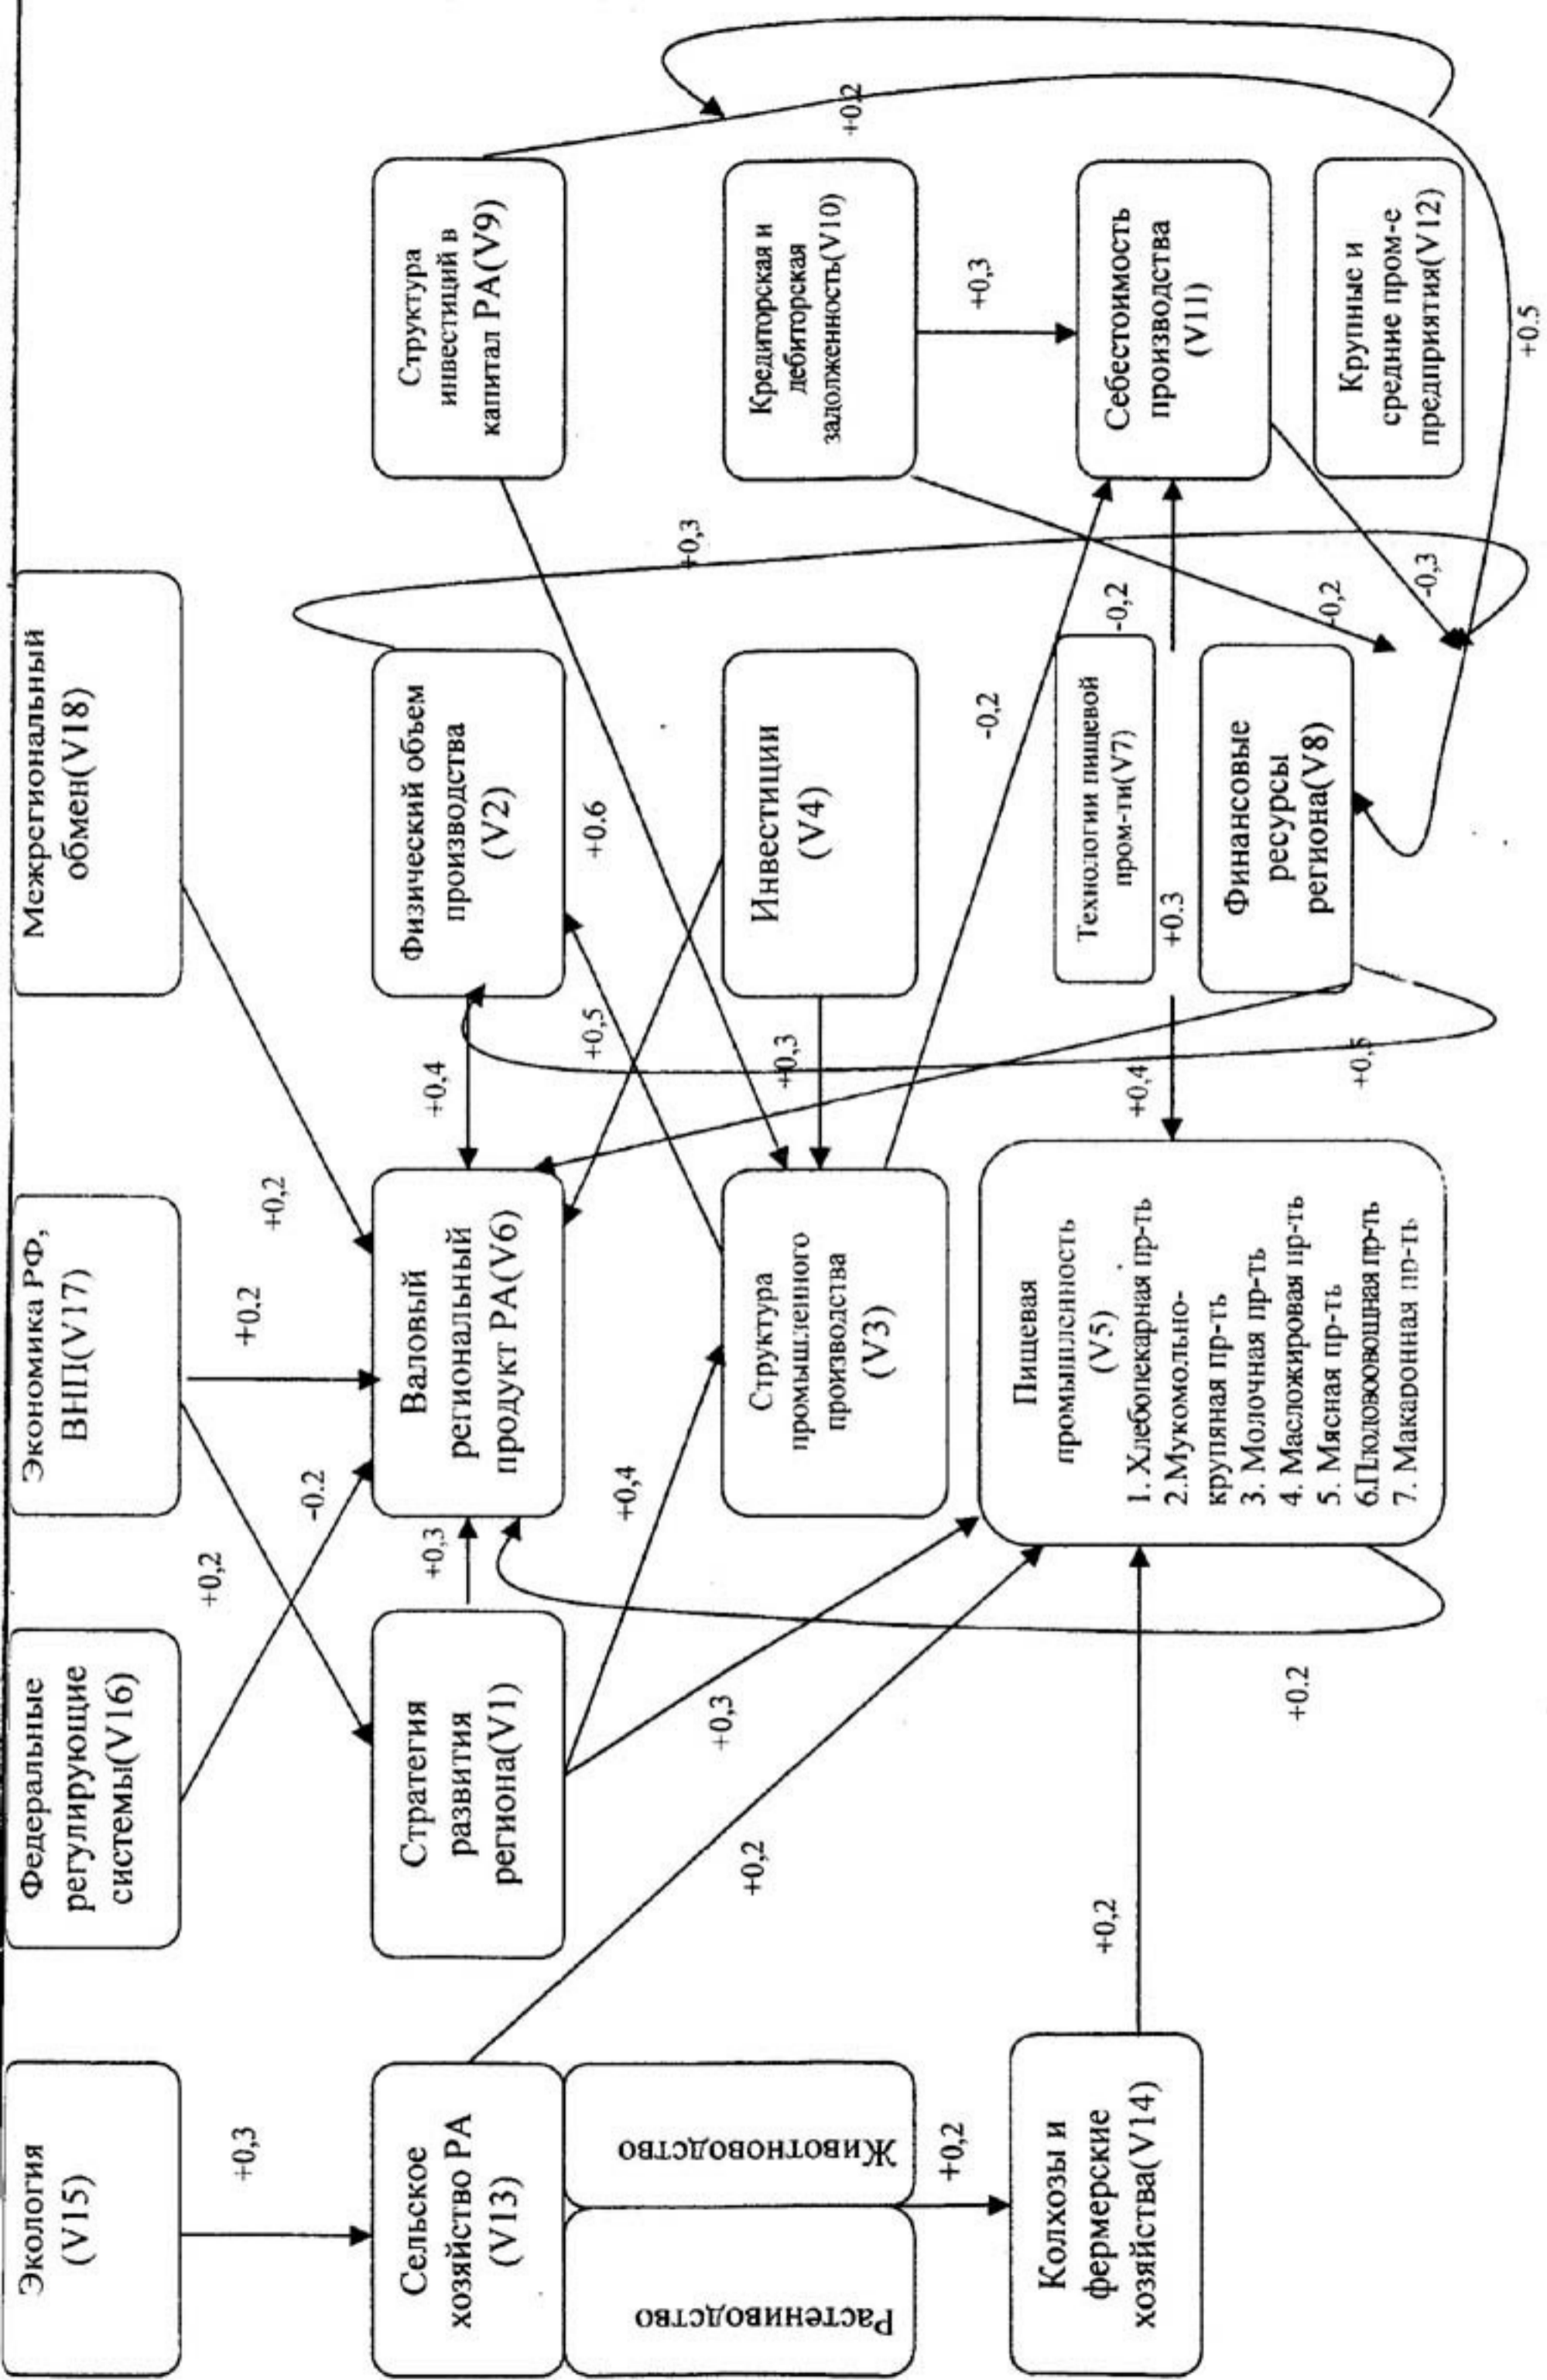 Экология
(V15)
Федеральные
регулирующие
системы(V16)
Экономика РФ,
ВНП(V17)
Межрегиональный
обмен(V18)
+0,3
+0,2
-0.2
+0.2
+0,2
Сельское
хозяйство РА
(V13)
Растениводство
Животноводство
Стратегия
развития
региона(V1)
+0,3
Валовый
региональный
продукт РА(V6)
+0,4
Физический объем
производства
(V2)
Структура
инвестиций в
капитал РА(V9)
+0,4
+0,5
+0.6
+0,3
+0.2
+0,3
+0,2
Структура
промышленного
производства
(V3)
+0,3
Инвестиции
(V4)
Кредиторская и
дебиторская
задолженность(V10)
+0,2
-0,2
+0,3
Колхозы и
фермерские
хозяйства(V14)
+0,2
Пищевая
промышленность
(V5)
1. Хлебопекарная пр-ть
2.Мукомольно-
крупяная пр-ть
3. Молочная пр-ть
4. Масложировая пр-ть
5. Мясная пр-ть
6.Плодоовощная пр-ть
7. Макаронная пр-ть
+0,4
Технологии пищевой
пром-ти(V7)
-0,2
+0.3
Себестоимость
производства
(V11)
Финансовые
ресурсы
региона(V8)
+0,5
-0,2
-0,3
Крупные и
средние пром-е
предприятия(V12)
+0.2
+0.5